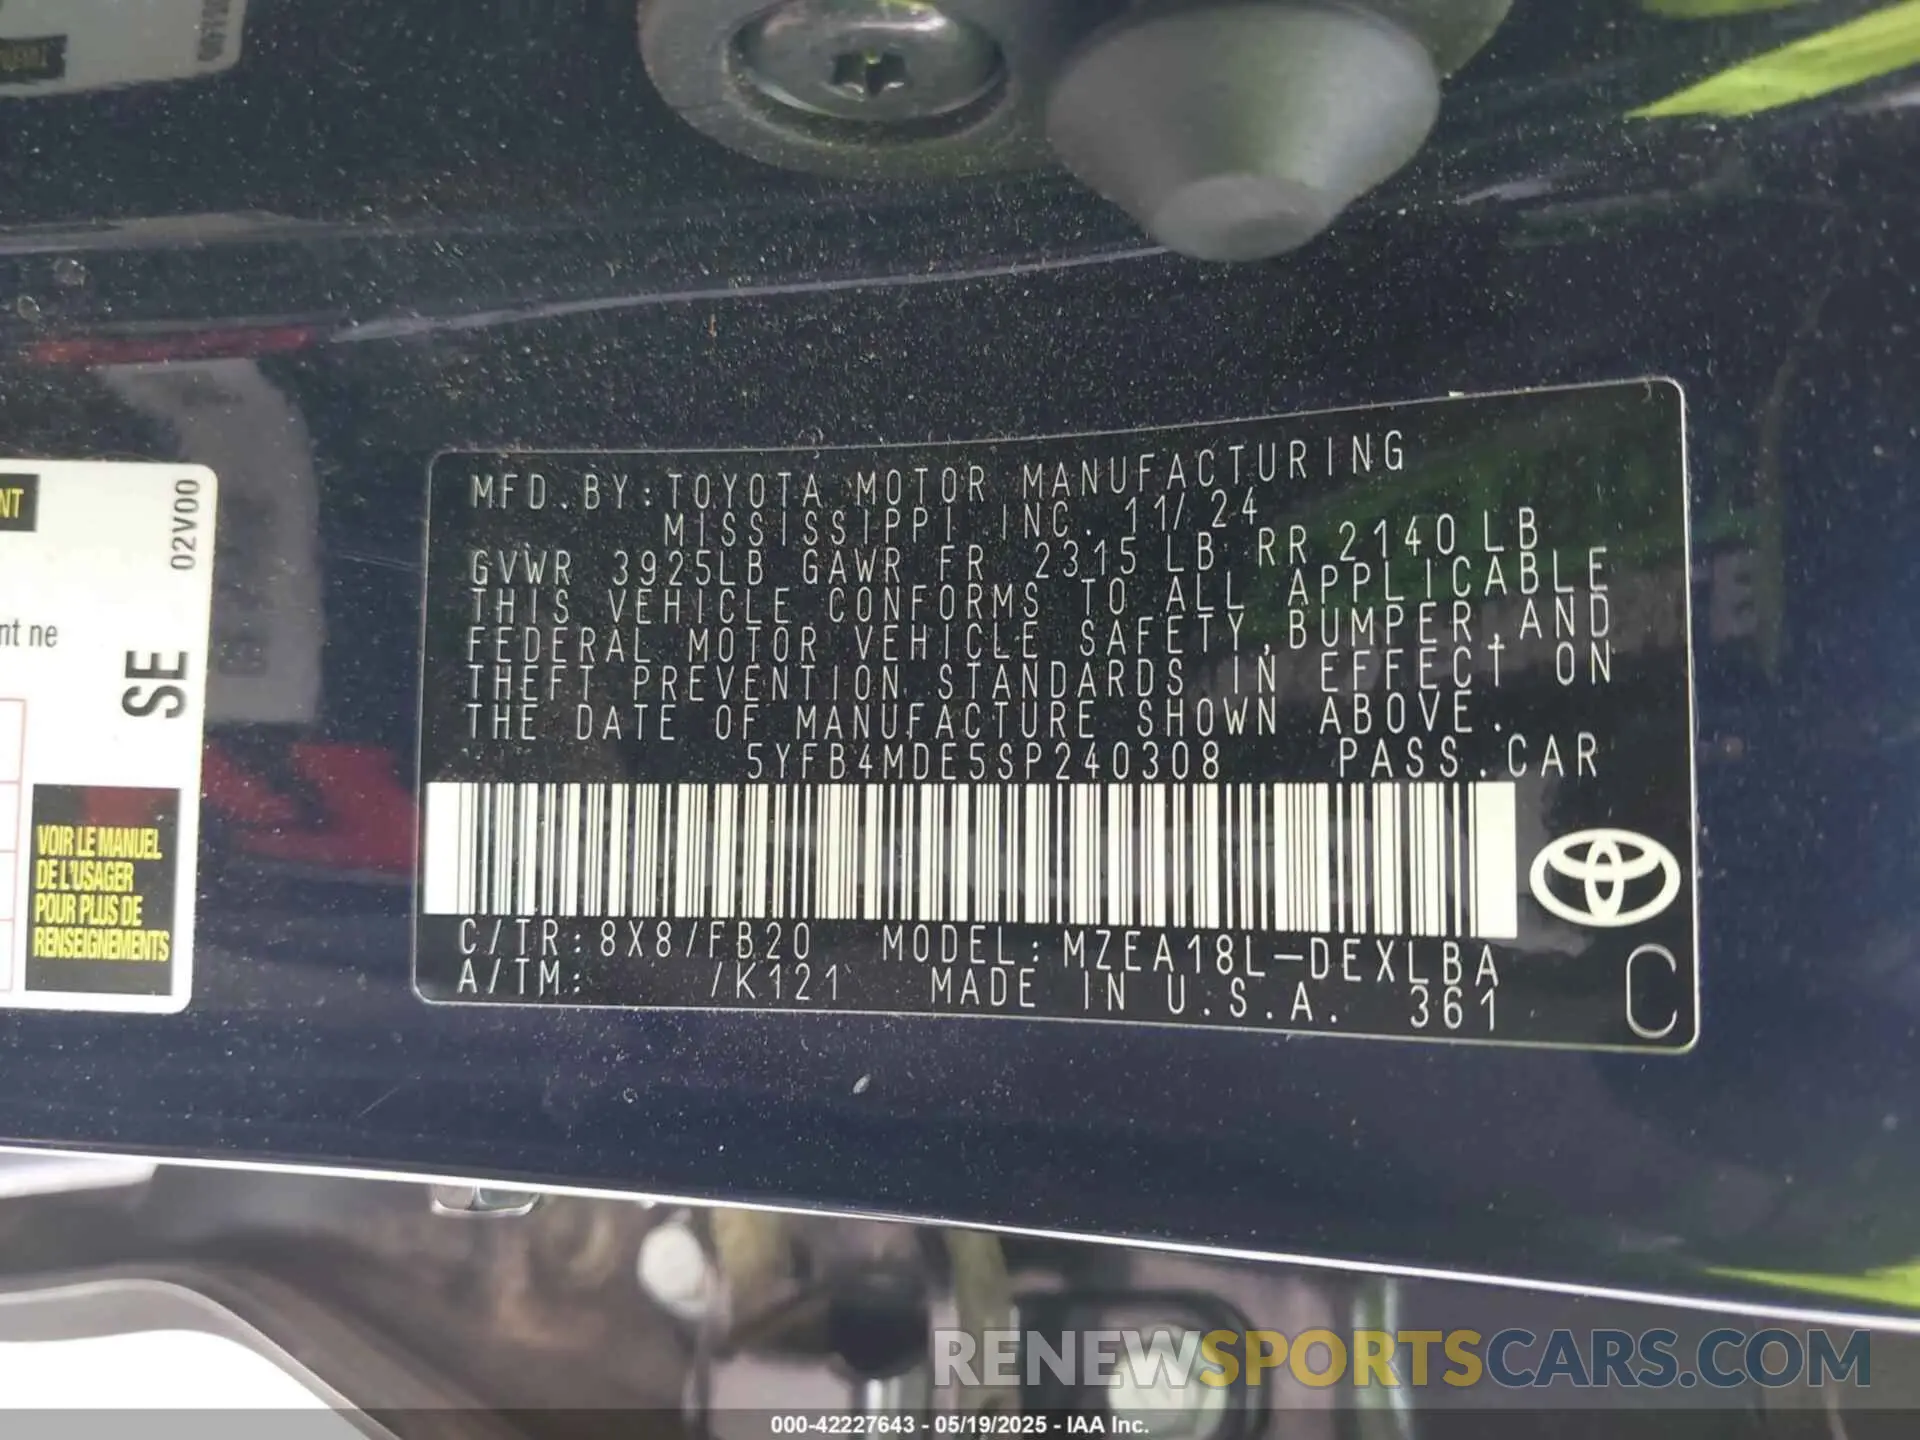 NT
02V00
nt ne
SE
VOIR LE MANUEL
DE L'USAGER
POUR PLUS DE
RENSEIGNEMENTS
MFD.BY:TOYOTA MOTOR MANUFACTURING
MISSISSIPPI INC. 11/24
GVWR 3925LB GAWR FR 2315 LB RR 2140 LB
THIS VEHICLE CONFORMS TO ALL APPLICABLE
FEDERAL MOTOR VEHICLE SAFETY,BUMPER,AND
THEFT PREVENTION STANDARDS IN EFFECT ON
THE DATE OF MANUFACTURE SHOWN ABOVE.
5YFB4MDE5SP240308 PASS.CAR
C/TR:8X8/FB20 MODEL:MZEA18L-DEXLBA
A/TM: /K121 MADE IN U.S.A. 361
C
RENEWSPORTSCARS.COM
000-42227643 - 05/19/2025 - IAA Inc.